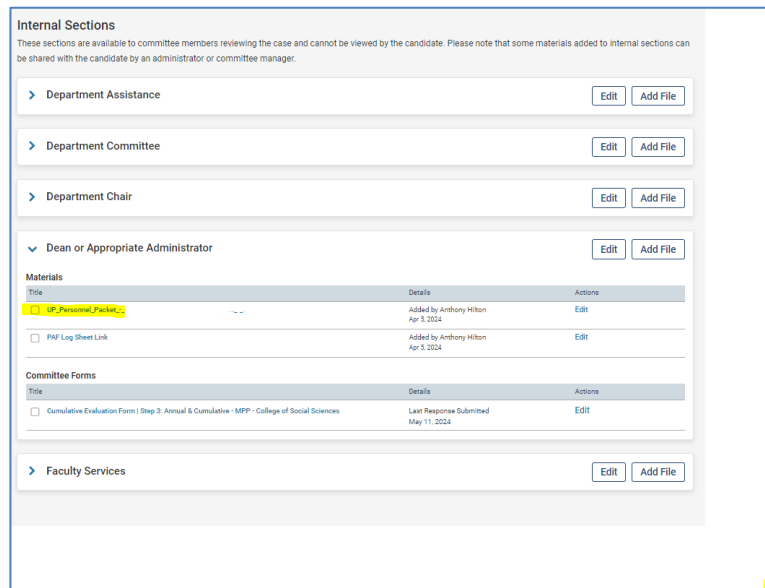 Internal Sections
These sections are available to committee members reviewing the case and cannot be viewed by the candidate. Please note that some materials added to internal sections can
be shared with the candidate by an administrator or committee manager.
Department Assistance Edit Add File
Department Committee Edit Add File
Department Chair Edit Add File
Dean or Appropriate Administrator Edit Add File
Materials
Title Details Actions
UP_Personnel_Packet_-_ Added by Anthony Hilton Edit
Apr 5, 2024
PAF Log Sheet Link Added by Anthony Hilton Edit
Apr 5, 2024
Committee Forms
Title Details Actions
Cumulative Evaluation Form | Step 3: Annual & Cumulative - MPP - College of Social Sciences Last Response Submitted Edit
May 11, 2024
Faculty Services Edit Add File